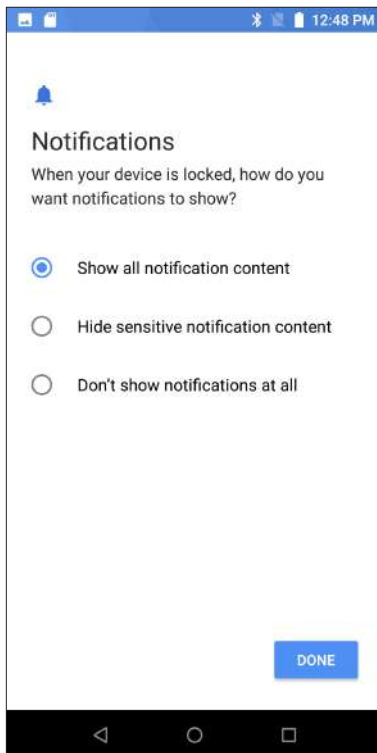 12:48 PM
Notifications
When your device is locked, how do you
want notifications to show?
Show all notification content
Hide sensitive notification content
Don't show notifications at all
DONE